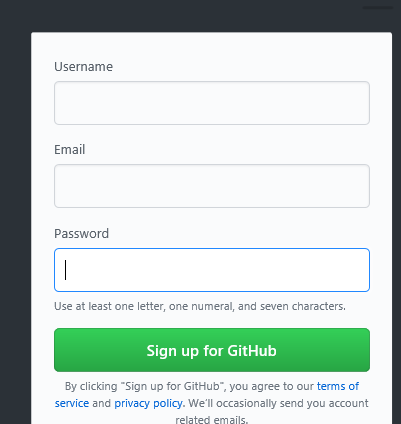 Username
Email
Password
Use at least one letter, one numeral, and seven characters.
Sign up for GitHub
By clicking "Sign up for GitHub", you agree to our terms of
service and privacy policy. We'll occasionally send you account
related emails.